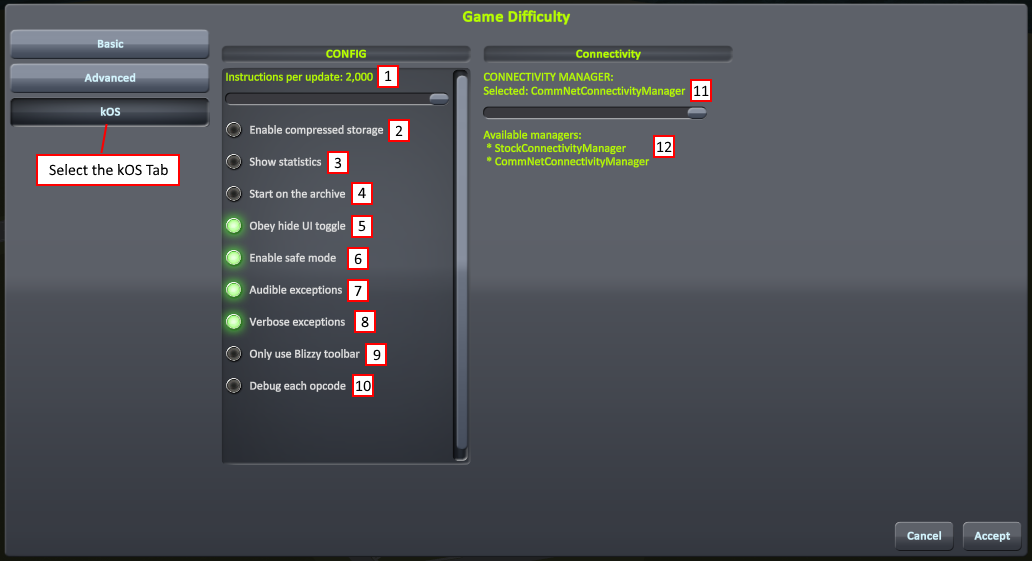 Game Difficulty
Basic
Advanced
kOS
Select the kOS Tab
CONFIG
Instructions per update: 2,000 1
Enable compressed storage 2
Show statistics 3
Start on the archive 4
Obey hide UI toggle 5
Enable safe mode 6
Audible exceptions 7
Verbose exceptions 8
Only use Blizzy toolbar 9
Debug each opcode 10
Connectivity
CONNECTIVITY MANAGER:
Selected: CommNetConnectivityManager 11
Available managers:
* StockConnectivityManager 12
* CommNetConnectivityManager
Cancel Accept